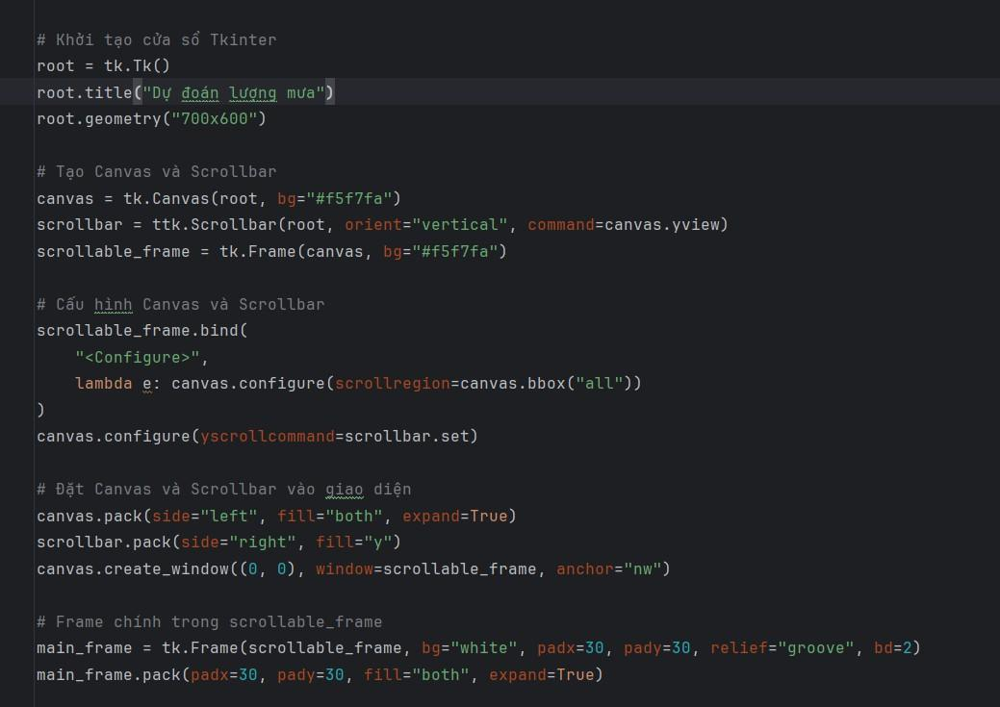 # Khởi tạo cửa sổ Tkinter
root = tk.Tk()
root.title("Dự đoán lượng mưa")
root.geometry("700x600")
# Tạo Canvas và Scrollbar
canvas = tk.Canvas(root, bg="#f5f7fa")
scrollbar = ttk.Scrollbar(root, orient="vertical", command=canvas.yview)
scrollable_frame = tk.Frame(canvas, bg="#f5f7fa")
# Cấu hình Canvas và Scrollbar
scrollable_frame.bind(
    "<Configure>",
    lambda e: canvas.configure(scrollregion=canvas.bbox("all"))
)
canvas.configure(yscrollcommand=scrollbar.set)
# Đặt Canvas và Scrollbar vào giao diện
canvas.pack(side="left", fill="both", expand=True)
scrollbar.pack(side="right", fill="y")
canvas.create_window((0, 0), window=scrollable_frame, anchor="nw")
# Frame chính trong scrollable_frame
main_frame = tk.Frame(scrollable_frame, bg="white", padx=30, pady=30, relief="groove", bd=2)
main_frame.pack(padx=30, pady=30, fill="both", expand=True)